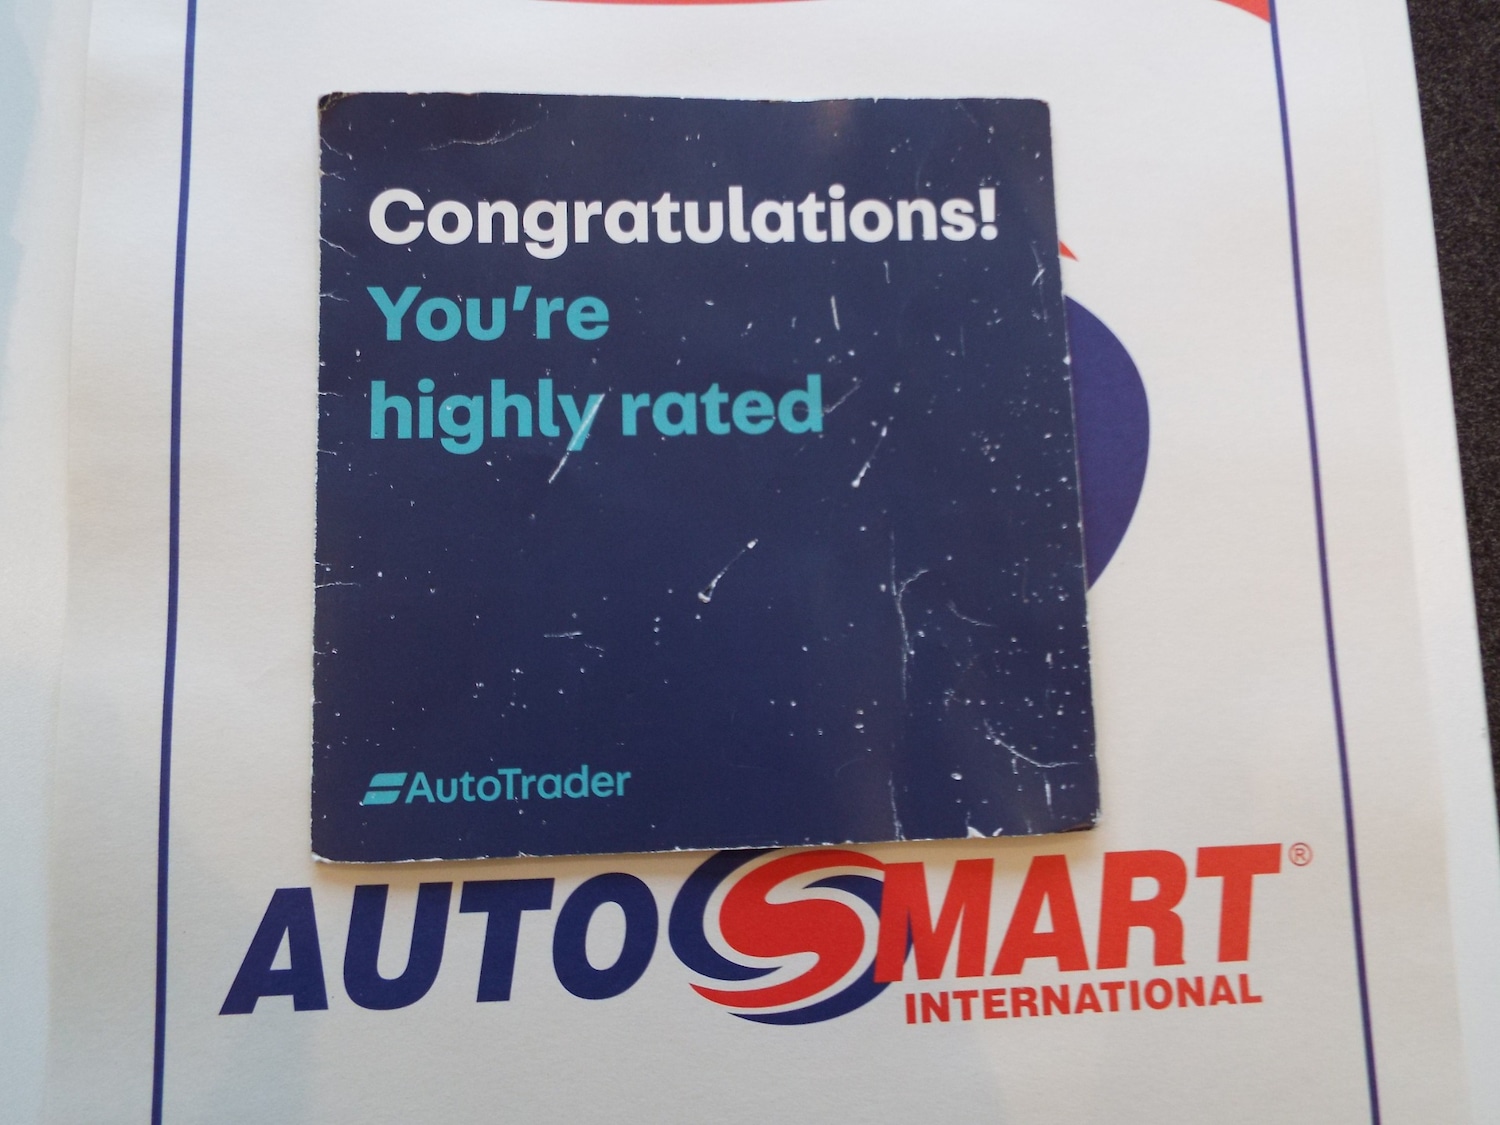 Congratulations!
You're
highly rated
AutoTrader
AUTOSMART®
INTERNATIONAL